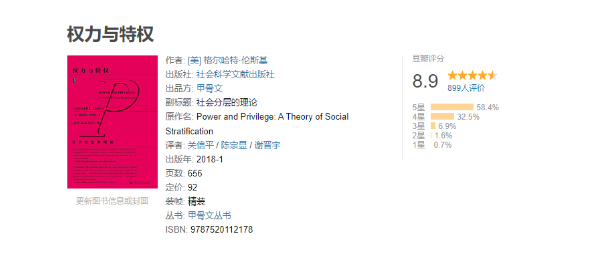 权力与特权
权力与特权
作者: [美] 格尔哈特·伦斯基
出版社: 社会科学文献出版社
出品方: 甲骨文
副标题: 社会分层的理论
原作名: Power and Privilege: A Theory of Social
Stratification
译者: 关信平 / 陈宗显 / 谢晋宇
出版年: 2018-1
页数: 666
定价: 92
装帧: 精装
丛书: 甲骨文丛书
ISBN: 9787520112178
更新图书信息或封面
豆瓣评分
8.9
899人评价
5星 58.4%
4星 32.5%
3星 6.9%
2星 1.6%
1星 0.7%